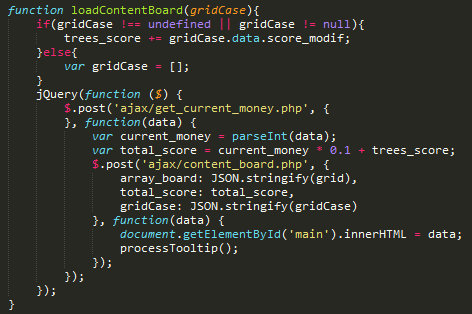 function loadContentBoard(gridCase){
    if(gridCase !== undefined || gridCase != null){
        trees_score += gridCase.data.score_modif;
    }else{
        var gridCase = [];
    }
    jQuery(function ($) {
        $.post('ajax/get_current_money.php', {
        }, function(data) {
            var current_money = parseInt(data);
            var total_score = current_money * 0.1 + trees_score;
            $.post('ajax/content_board.php', {
                array_board: JSON.stringify(grid),
                total_score: total_score,
                gridCase: JSON.stringify(gridCase)
            }, function(data) {
                document.getElementById('main').innerHTML = data;
                processTooltip();
            });
        });
    });
}